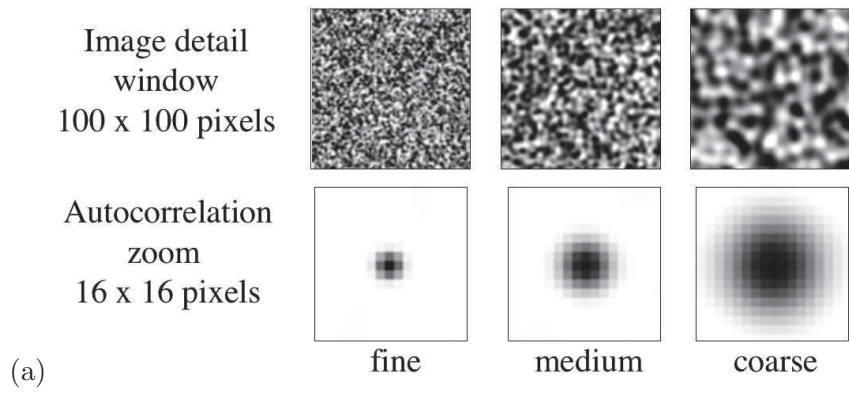 Image detail
window
100 x 100 pixels
Autocorrelation
zoom
16 x 16 pixels
(a)
fine
medium
coarse